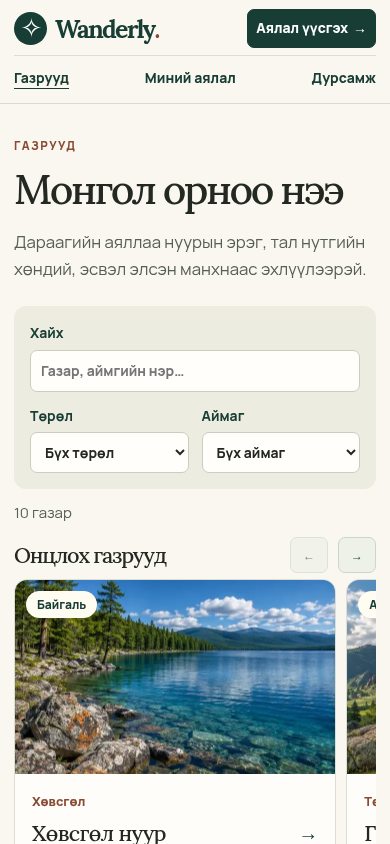 Wanderly.
Аялал үүсгэх →
Газрууд
Миний аялал
Дурсамж
ГАЗРУУД
Монгол орноо нээ
Дараагийн аяллаа нуурын эрэг, тал нутгийн
хөндий, эсвэл элсэн манхнаас эхлүүлээрэй.
Хайх
Газар, аймгийн нэр...
Төрөл
Аймаг
Бүх төрөл
Бүх аймаг
10 газар
Онцлох газрууд
←
→
Байгаль
Хөвсгөл
Хөвсгөл нуур
→